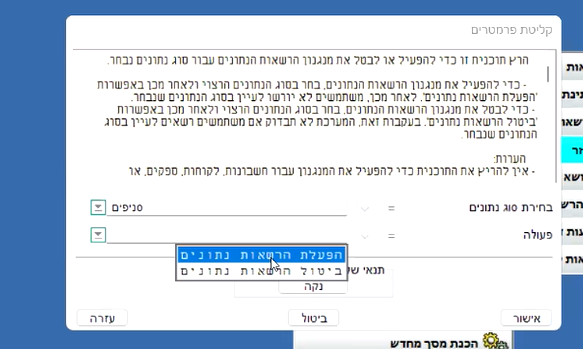 קליטת פרמטרים
הרץ תוכנית זו כדי להפעיל או לבטל את מנגנון הרשאות הנתונים עבור סוג נתונים נבחר.
- כדי להפעיל את מנגנון הרשאות הנתונים, בחר בסוג הנתונים הרצוי ולאחר מכן באפשרות
'הפעלת הרשאות נתונים'. לאחר מכן, משתמשים לא יורשו לעיין בסוג הנתונים שנבחר.
- כדי לבטל את מנגנון הרשאות הנתונים, בחר בסוג הנתונים הרצוי ולאחר מכן באפשרות
'ביטול הרשאות נתונים'. בעקבות זאת, המערכת לא תבדוק אם משתמשים רשאים לעיין בסוג
הנתונים שנבחר.
הערות:
- אין להריץ את התוכנית כדי להפעיל את המנגנון עבור חשבונות, לקוחות, ספקים, או
בחירת סוג נתונים = סניפים
פעולה =
הפעלת הרשאות נתונים
ביטול הרשאות נתונים
תנאי
נקה
אישור ביטול עזרה
הכנת מסך מחדש